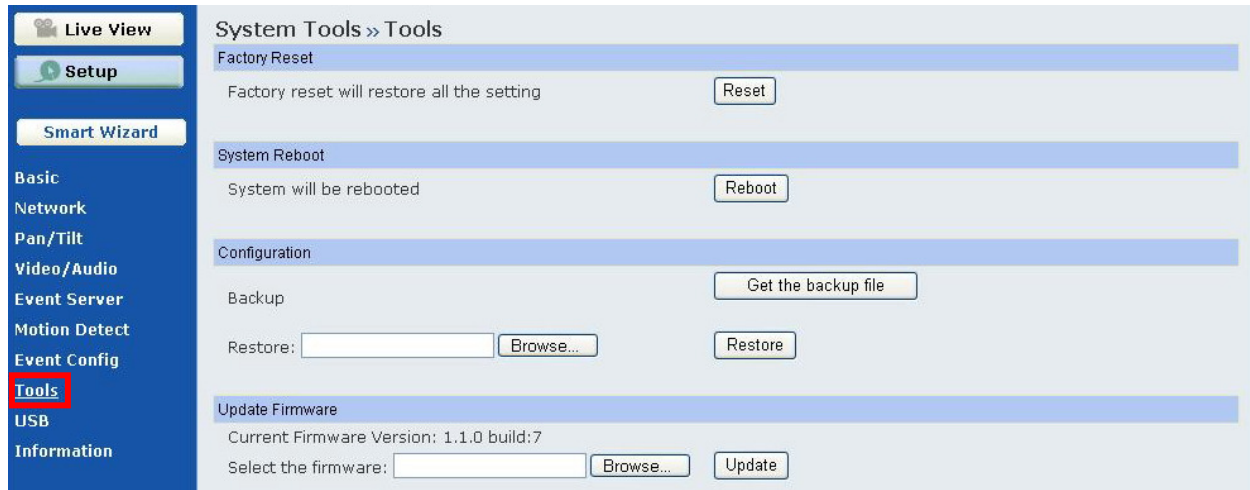 Live View
Setup
Smart Wizard
Basic
Network
Pan/Tilt
Video/Audio
Event Server
Motion Detect
Event Config
Tools
USB
Information
System Tools » Tools
Factory Reset
Factory reset will restore all the setting Reset
System Reboot
System will be rebooted Reboot
Configuration
Backup Get the backup file
Restore: Browse... Restore
Update Firmware
Current Firmware Version: 1.1.0 build:7
Select the firmware: Browse... Update